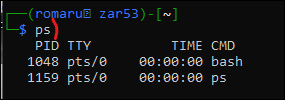 (romaru zar53)-[~]
$ ps
PID TTY TIME CMD
1048 pts/0 00:00:00 bash
1159 pts/0 00:00:00 ps